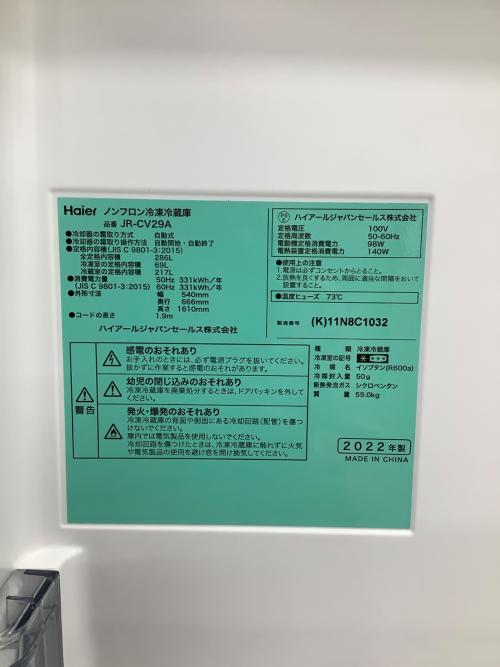 Haier ノンフロン冷凍冷蔵庫
品番 JR-CV29A
●冷却器の霜取り方式 自動式
●冷却器の霜取り操作方法 自動開始・自動終了
●定格内容積(JIS C 9801-3:2015)
全定格内容積 286L
冷凍室の定格内容積 69L
冷蔵室の定格内容積 217L
●消費電力量 50Hz 331kWh/年
(JIS C 9801-3:2015) 60Hz 331kWh/年
●外形寸法 幅 540mm
奥行 666mm
高さ 1610mm
●コードの長さ 1.9m
ハイアールジャパンセールス株式会社
ハイアールジャパンセールス株式会社
定格電圧 100V
定格周波数 50-60Hz
電動機定格消費電力 98W
電熱装置定格消費電力 140W
●使用上の注意
1.電源は必ずコンセントからとること。
2.放熱を良くするため、周囲に適当な間隔をおいて
設置すること。
●温度ヒューズ 73℃
製造番号 (K)11N8C1032
警告
感電のおそれあり
お手入れのときには、必ず電源プラグを抜いてください。
抜かずに作業すると感電することがあります。
幼児の閉じ込みのおそれあり
冷凍冷蔵庫を廃棄処分するときは、ドアパッキンを外して
ください。
発火・爆発のおそれあり
冷凍冷蔵庫の背面や側面にある冷却回路(配管)を傷つ
けないでください。
庫内では電気製品を使用しないでください。
冷却回路を傷つけたときは、冷凍冷蔵庫に触れずに火気
や電気製品の使用を避け窓を開け換気してください。
種類 冷凍冷蔵庫
冷凍室の記号
冷媒名 イソブタン(R600a)
冷媒封入量 50g
断熱発泡ガス シクロペンタン
質量 59.0kg
2022年製
MADE IN CHINA